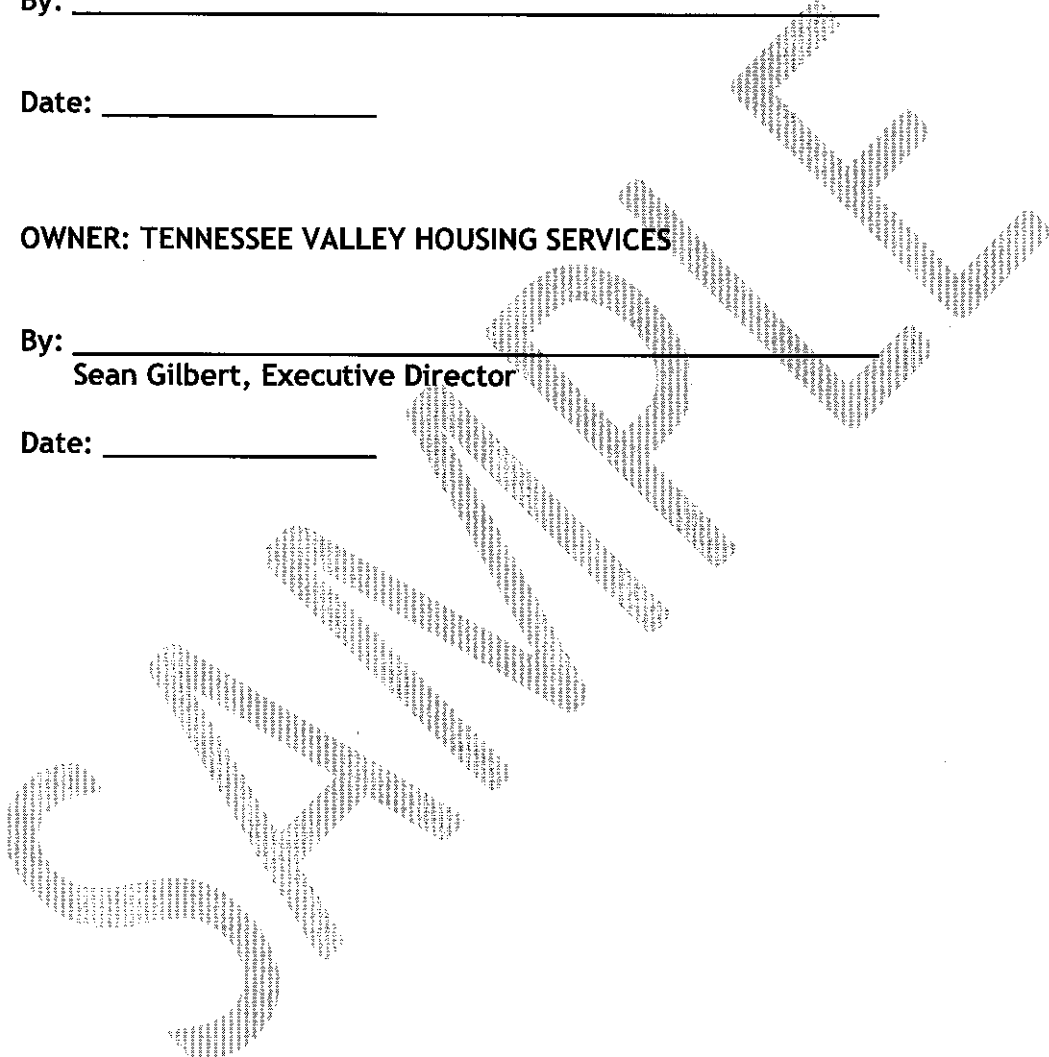 By:
Date:
OWNER: TENNESSEE VALLEY HOUSING SERVICES
By:
Sean Gilbert, Executive Director
Date:
SAMPLE